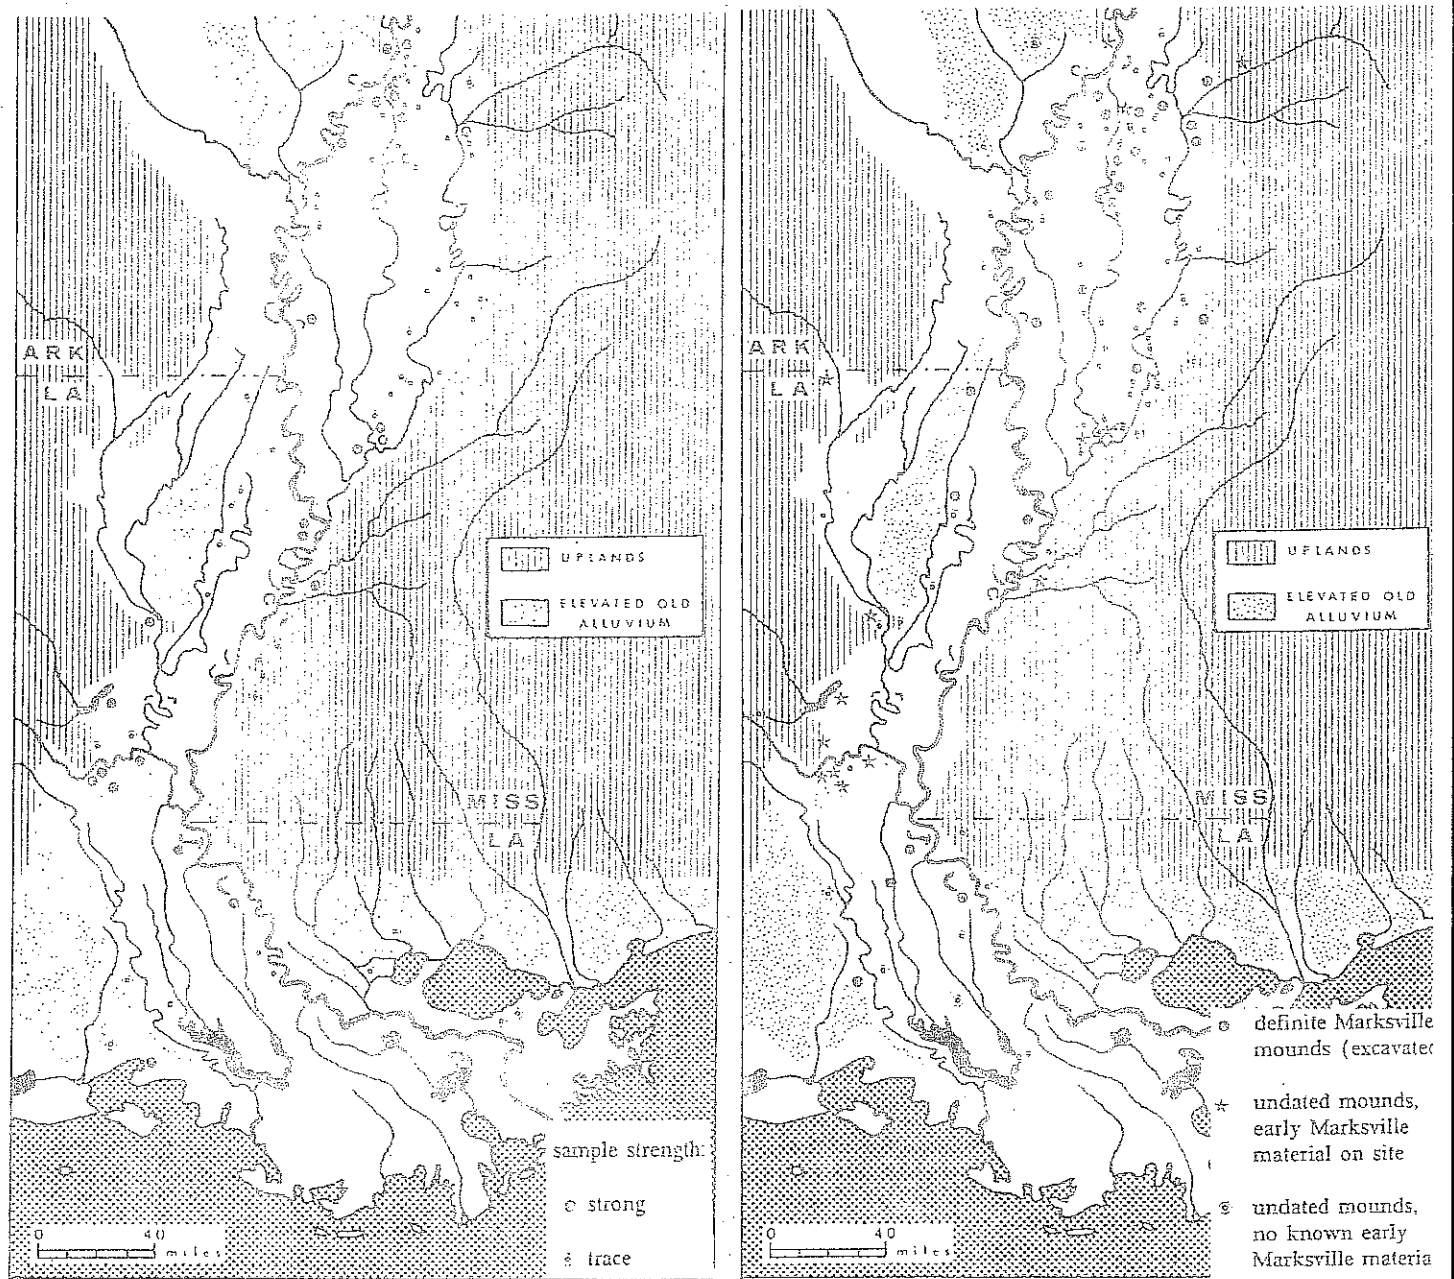 ARK
LA
UPLANDS
ELEVATED OLD
ALLUVIUM
MISS
LA
sample strength:
strong
trace
0 40
miles
ARK
LA
UPLANDS
ELEVATED OLD
ALLUVIUM
MISS
LA
definite Marksville
mounds (excavated
undated mounds,
early Marksville
material on site
undated mounds,
no known early
Marksville materia
0 40
miles